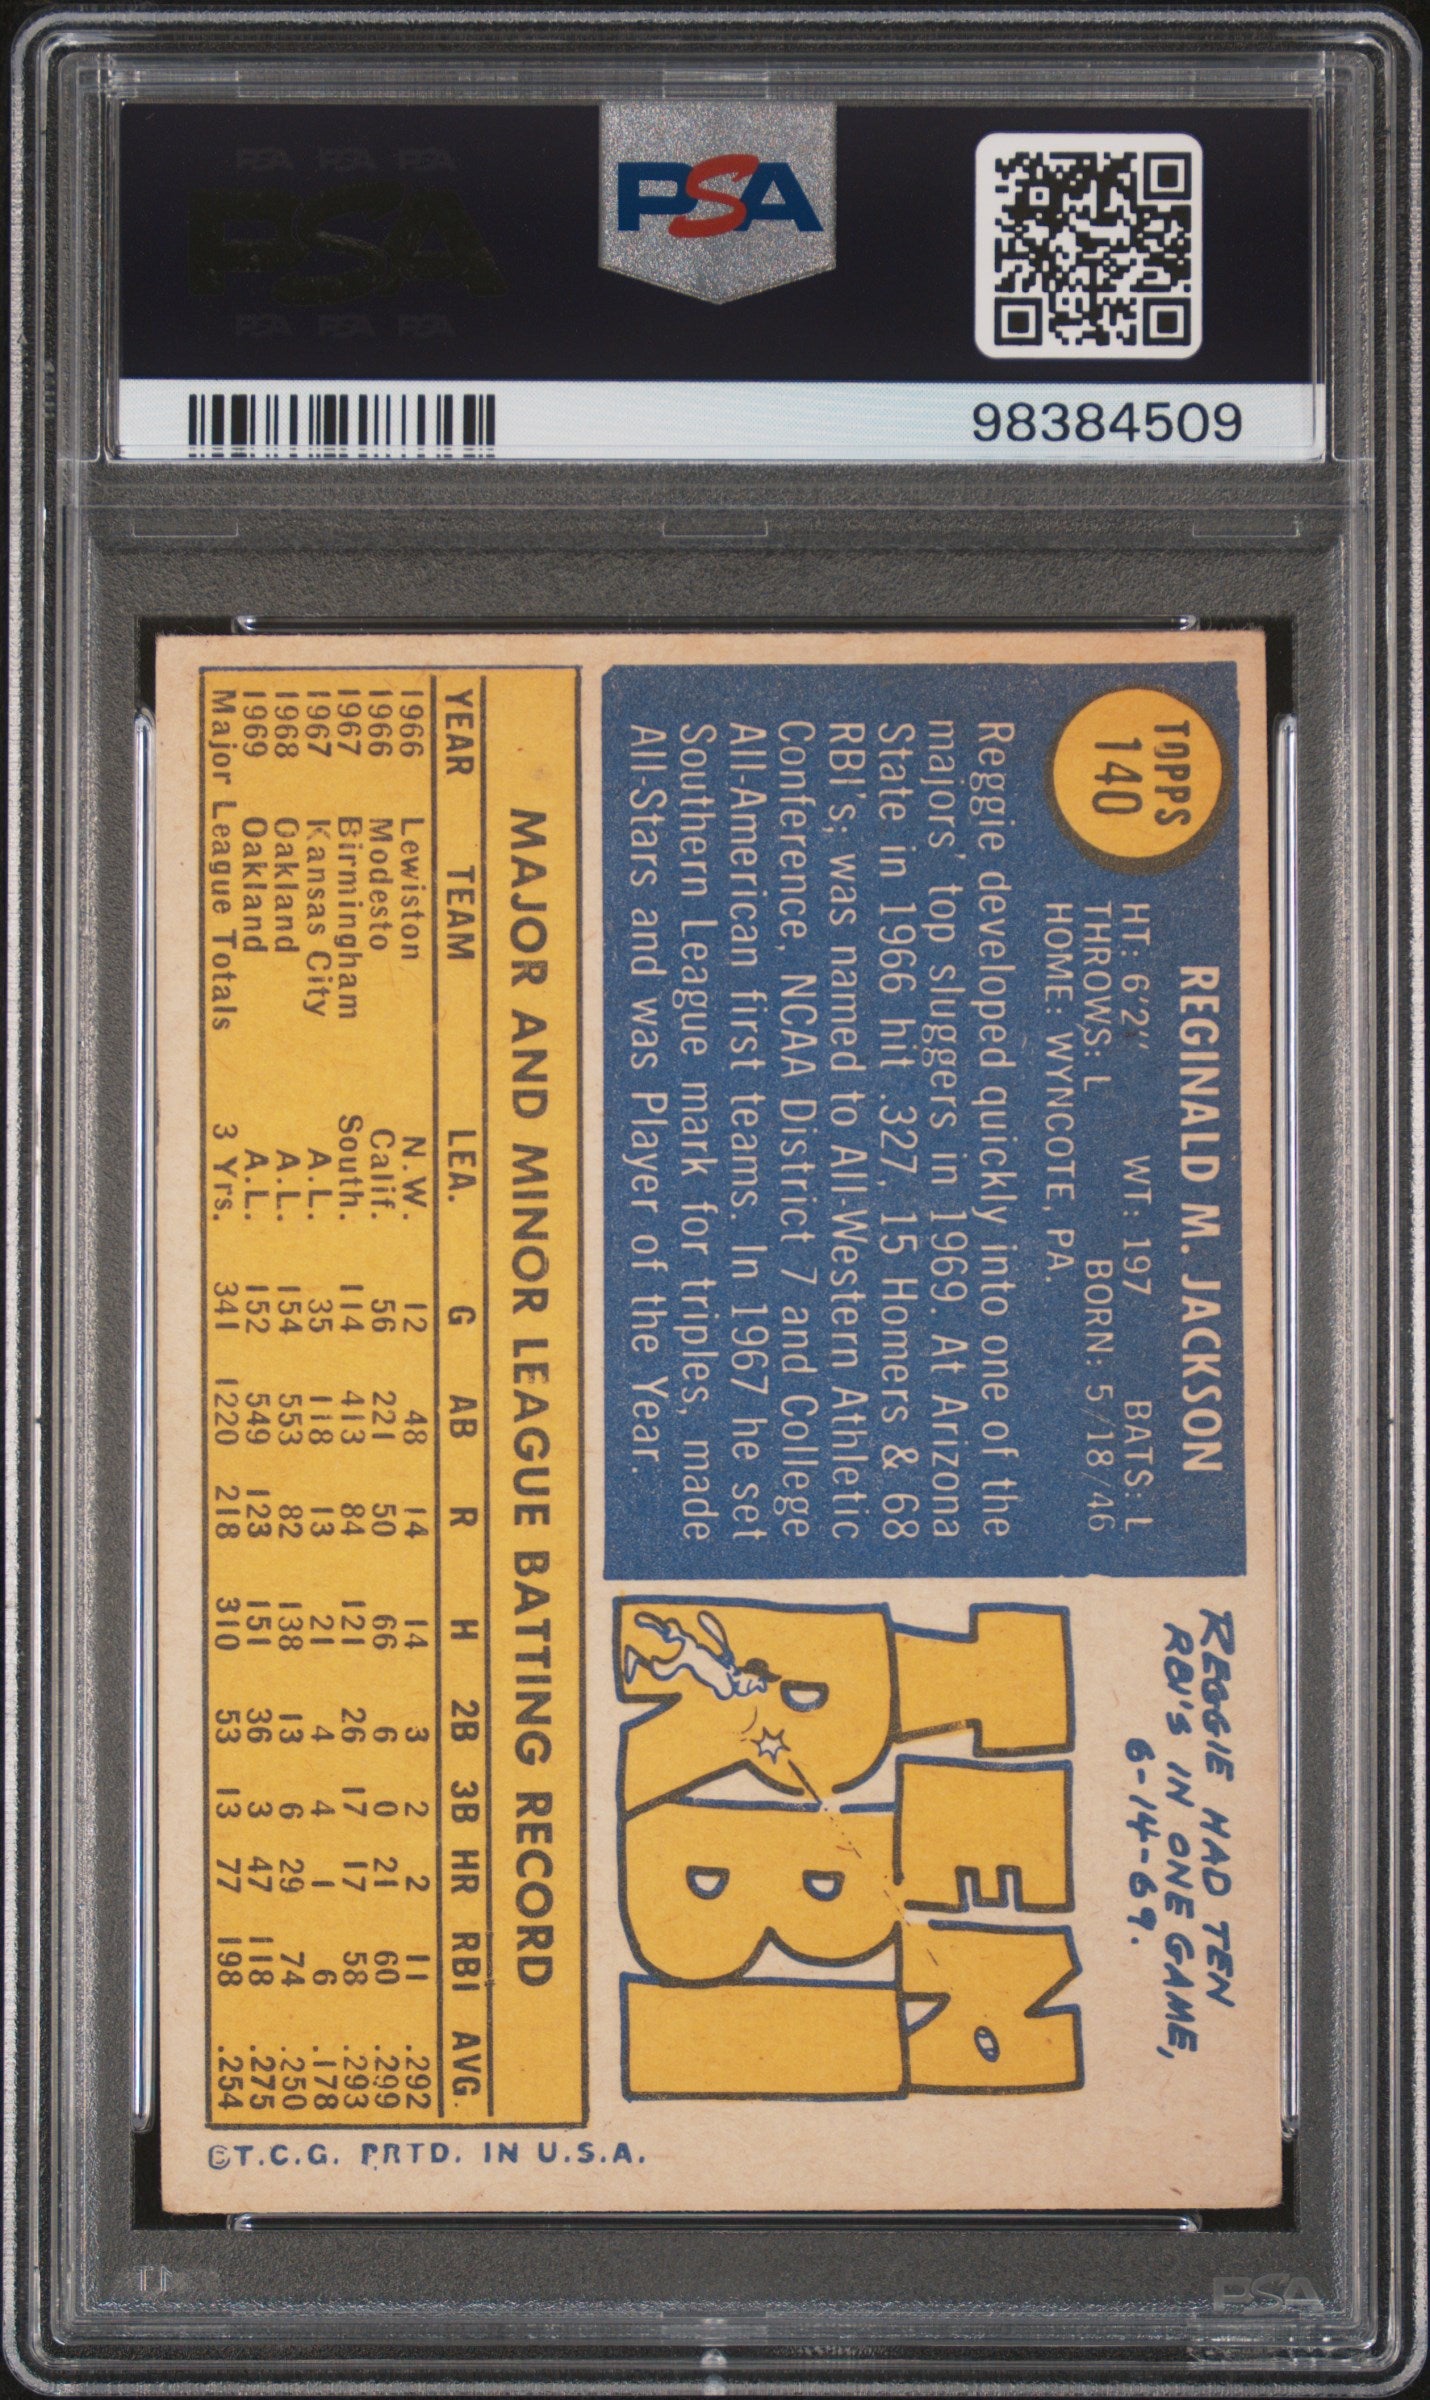 PSA PSA PSA
PSA
PSA PSA PSA
PSA
98384509
TOPPS
140
REGINALD M. JACKSON
HT: 6'2" WT: 197 BATS: L
THROWS: L BORN: 5/18/46
HOME: WYNCOTE, PA.
Reggie developed quickly into one of the
majors' top sluggers in 1969. At Arizona
State in 1966 hit .327, 15 Homers & 68
RBI's; was named to All-Western Athletic
Conference, NCAA District 7 and College
All-American first teams. In 1967 he set
Southern League mark for triples, made
All-Stars and was Player of the Year.
REGGIE HAD TEN
RBI'S IN ONE GAME,
6-14-69.
TEN
RBI
MAJOR AND MINOR LEAGUE BATTING RECORD
YEAR TEAM LEA. G AB R H 2B 3B HR RBI AVG.
1966 Lewiston N.W. 12 48 14 14 3 2 2 11 .292
1966 Modesto Calif. 56 221 50 66 6 0 21 60 .299
1967 Birmingham South. 114 413 84 121 26 17 17 58 .293
1967 Kansas City A.L. 35 118 13 21 4 4 1 6 .178
1968 Oakland A.L. 154 553 82 138 13 6 29 74 .250
1969 Oakland A.L. 152 549 123 151 36 3 47 118 .275
Major League Totals 3 Yrs. 341 1220 218 310 53 13 77 198 .254
©T.C.G. PRTD. IN U.S.A.
PSA